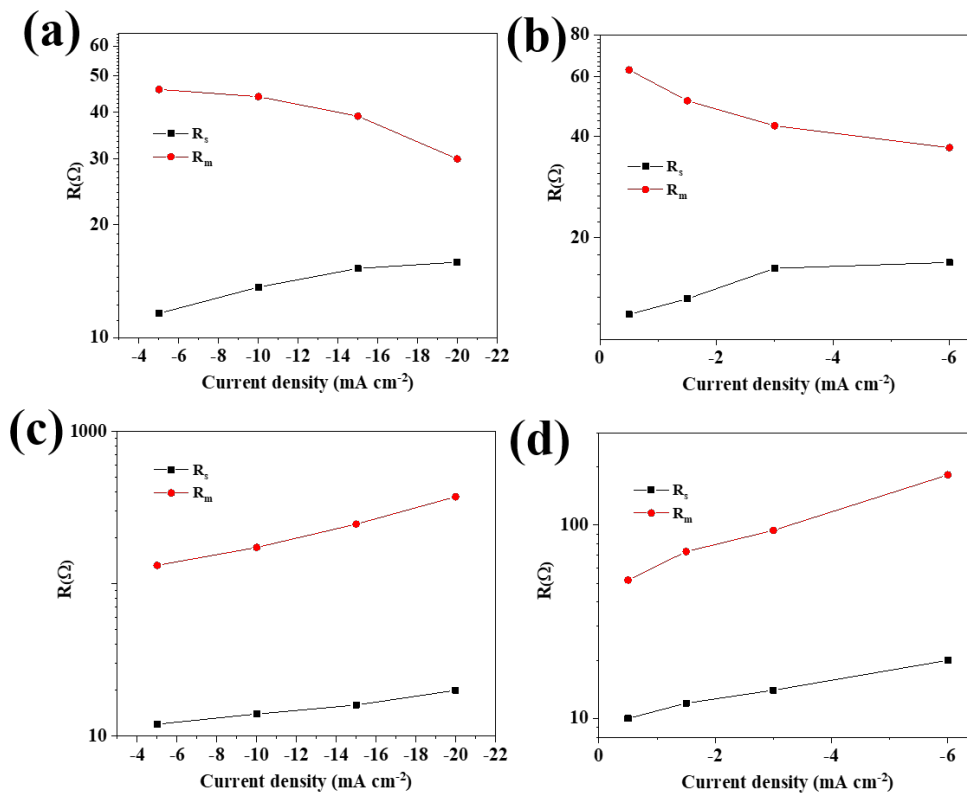 (a)
60
50
40
30
20
10
R(Ω)
Rₛ
Rₘ
-4 -6 -8 -10 -12 -14 -16 -18 -20 -22
Current density (mA cm⁻²)
(b)
80
60
40
20
R(Ω)
Rₛ
Rₘ
0 -2 -4 -6
Current density (mA cm⁻²)
(c)
1000
10
R(Ω)
Rₛ
Rₘ
-4 -6 -8 -10 -12 -14 -16 -18 -20 -22
Current density (mA cm⁻²)
(d)
100
10
R(Ω)
Rₛ
Rₘ
0 -2 -4 -6
Current density (mA cm⁻²)